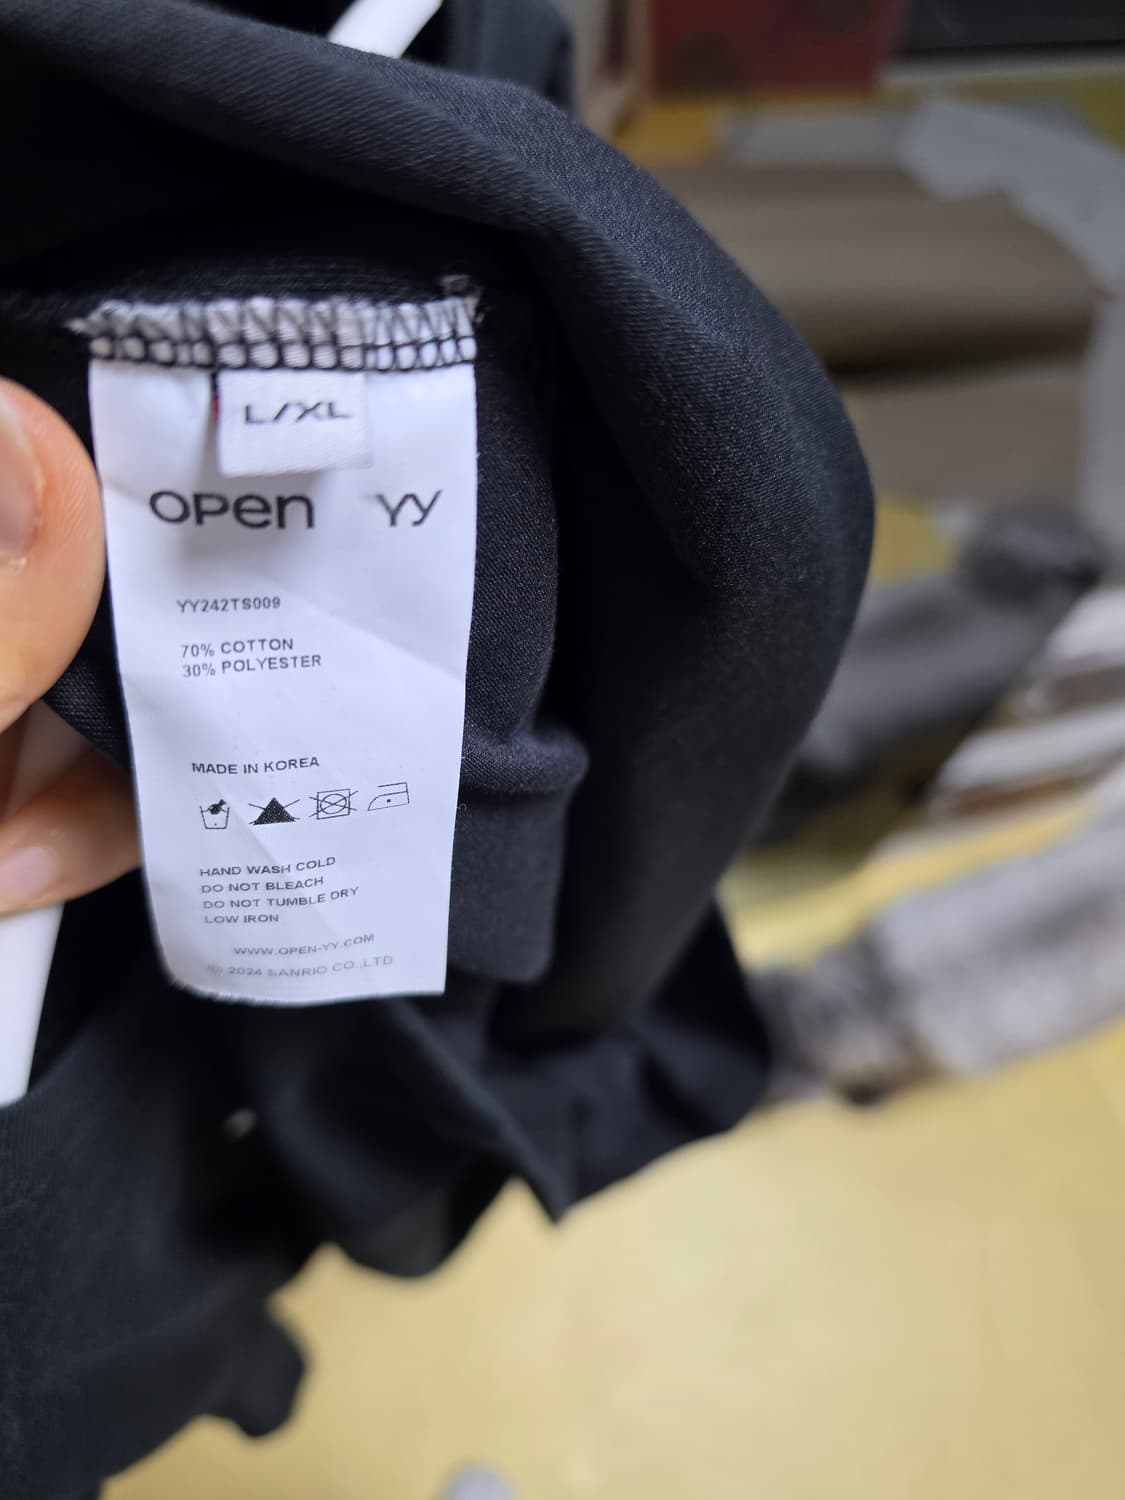 L/XL
open YY
YY242TS009
70% COTTON
30% POLYESTER
MADE IN KOREA
HAND WASH COLD
DO NOT BLEACH
DO NOT TUMBLE DRY
LOW IRON
WWW.OPEN-YY.COM
© 2024 SANRIO CO.,LTD.